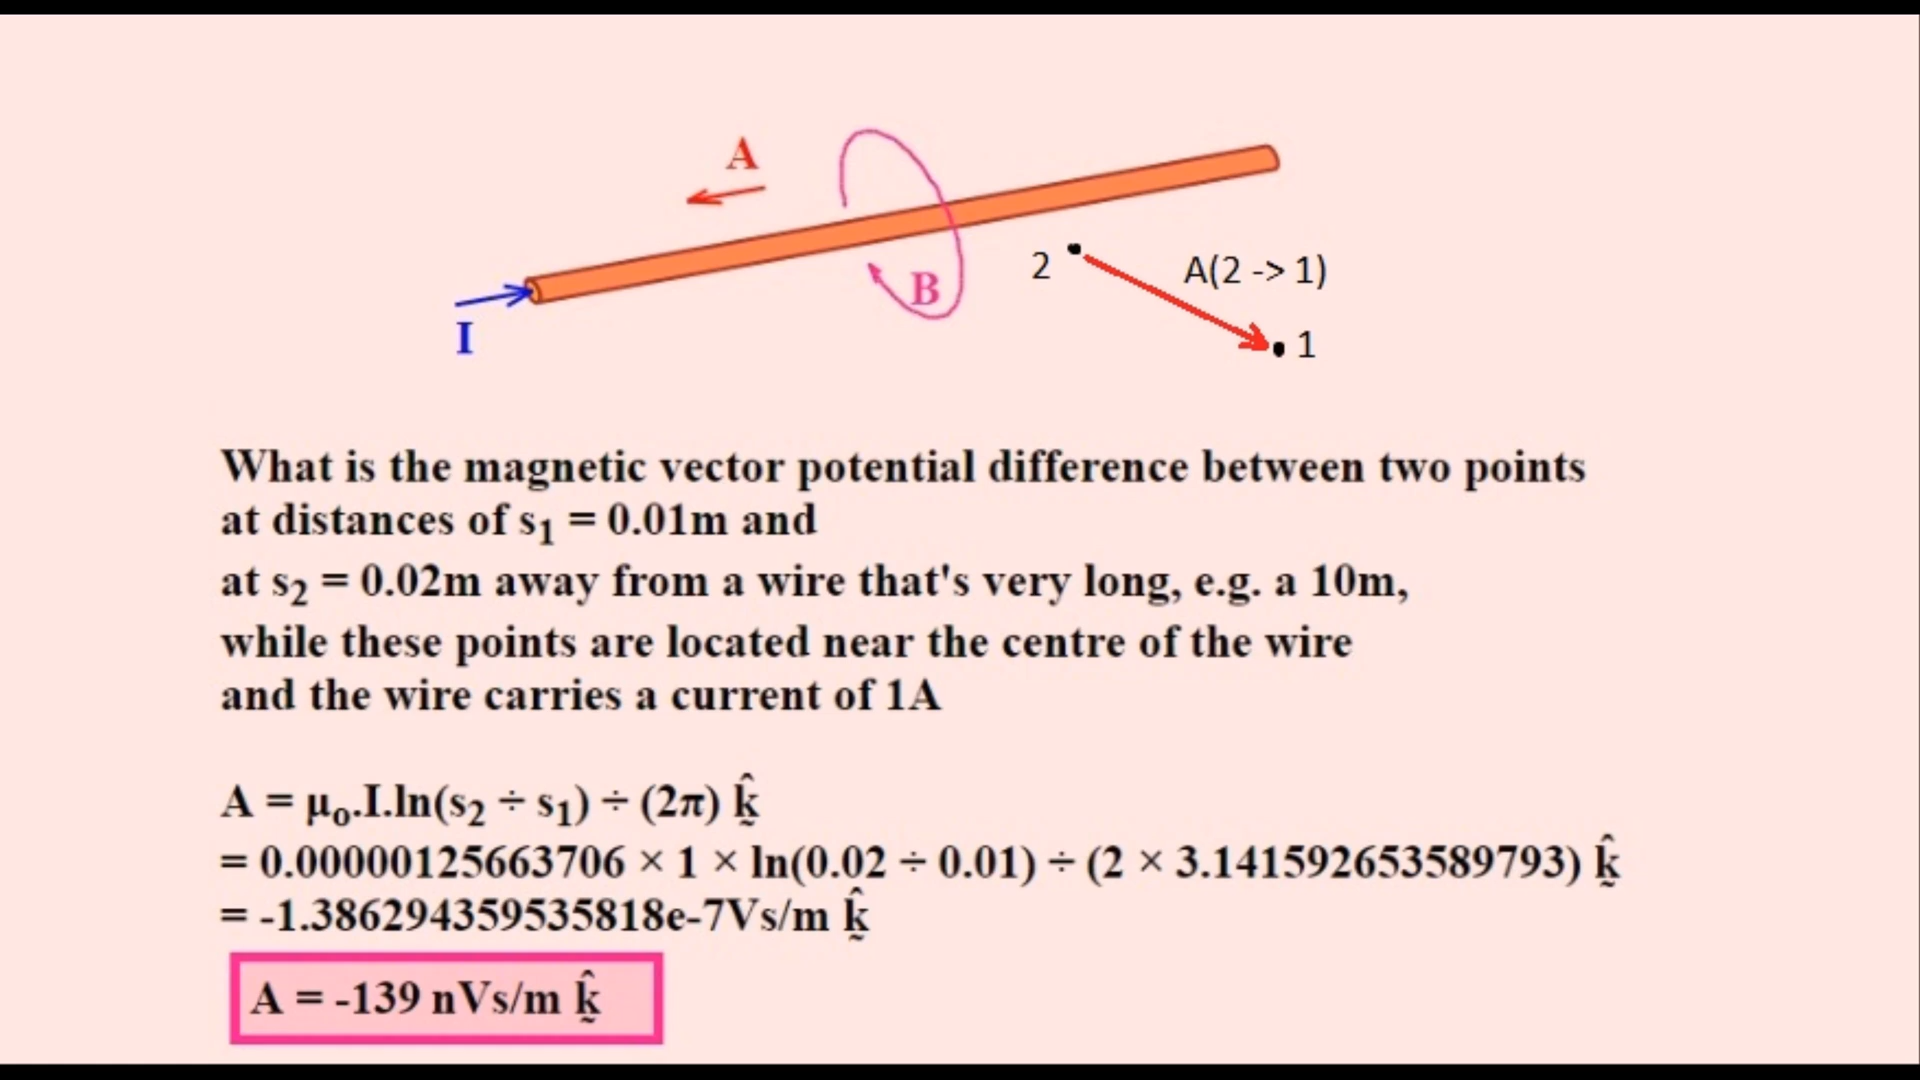 A
I
B
2
A(2 -> 1)
1
What is the magnetic vector potential difference between two points
at distances of s₁ = 0.01m and
at s₂ = 0.02m away from a wire that's very long, e.g. a 10m,
while these points are located near the centre of the wire
and the wire carries a current of 1A
A = μₒ.I.ln(s₂ ÷ s₁) ÷ (2π) k̰̂
= 0.00000125663706 × 1 × ln(0.02 ÷ 0.01) ÷ (2 × 3.141592653589793) k̰̂
= -1.386294359535818e-7Vs/m k̰̂
A = -139 nVs/m k̰̂